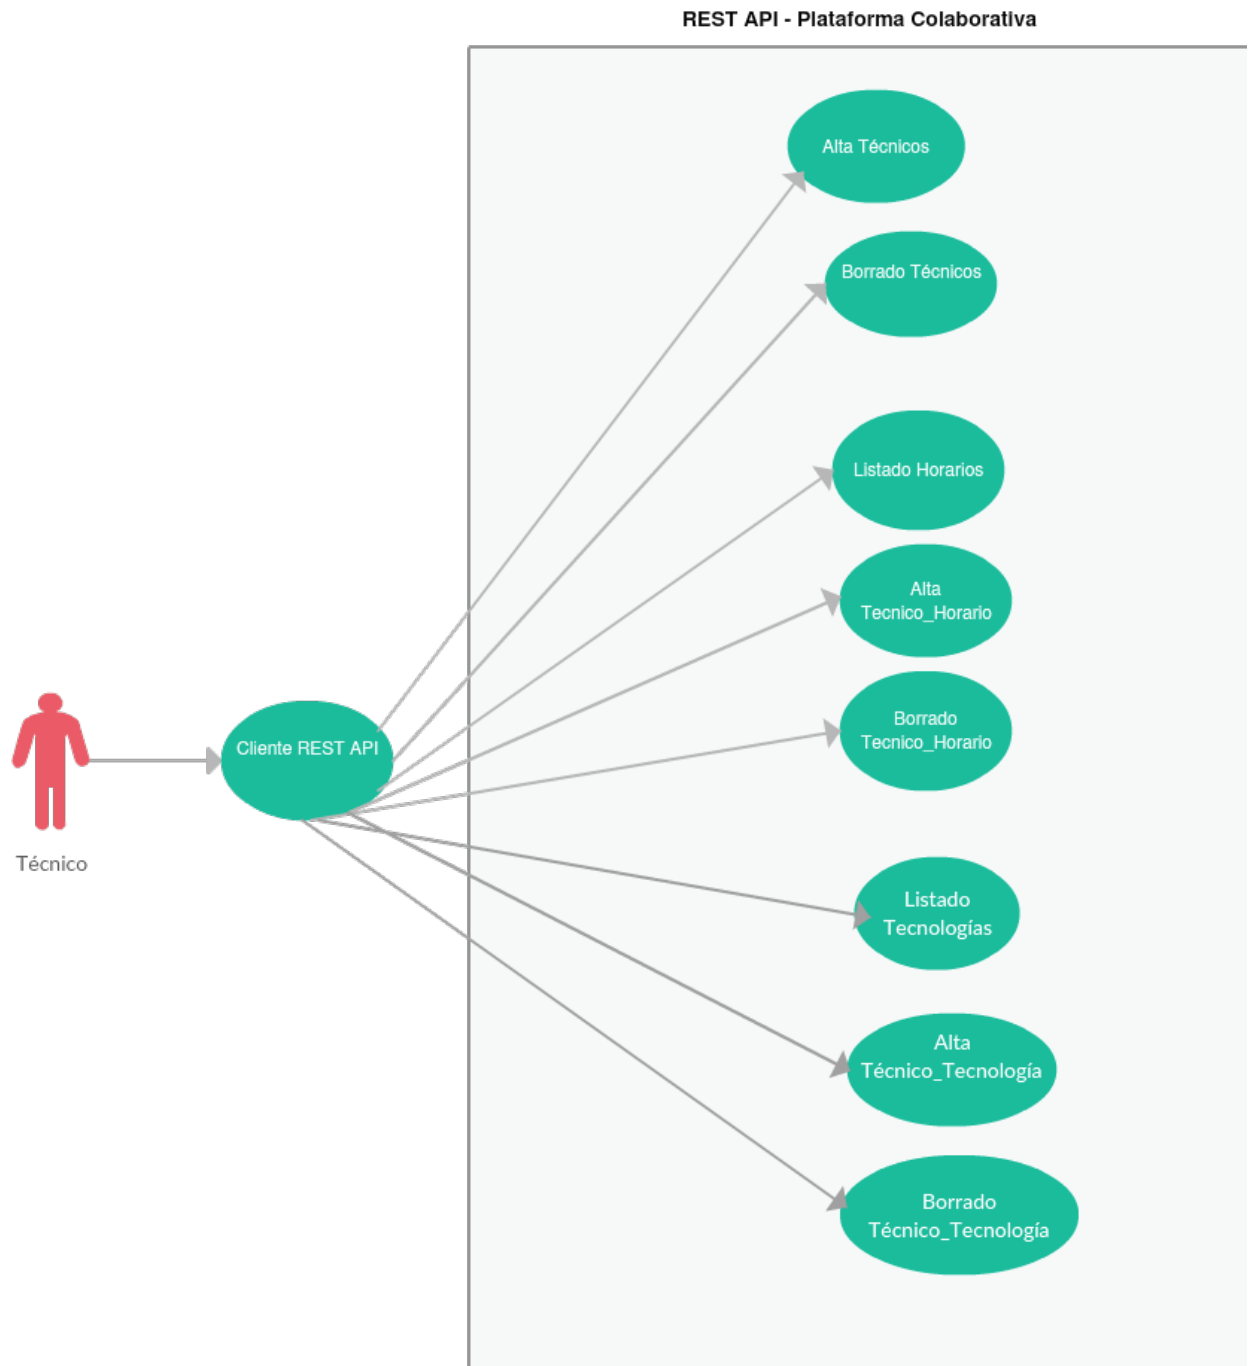 REST API - Plataforma Colaborativa
Alta Técnicos
Borrado Técnicos
Listado Horarios
Alta
Tecnico_Horario
Borrado
Tecnico_Horario
Cliente REST API
Técnico
Listado
Tecnologías
Alta
Técnico_Tecnología
Borrado
Técnico_Tecnología